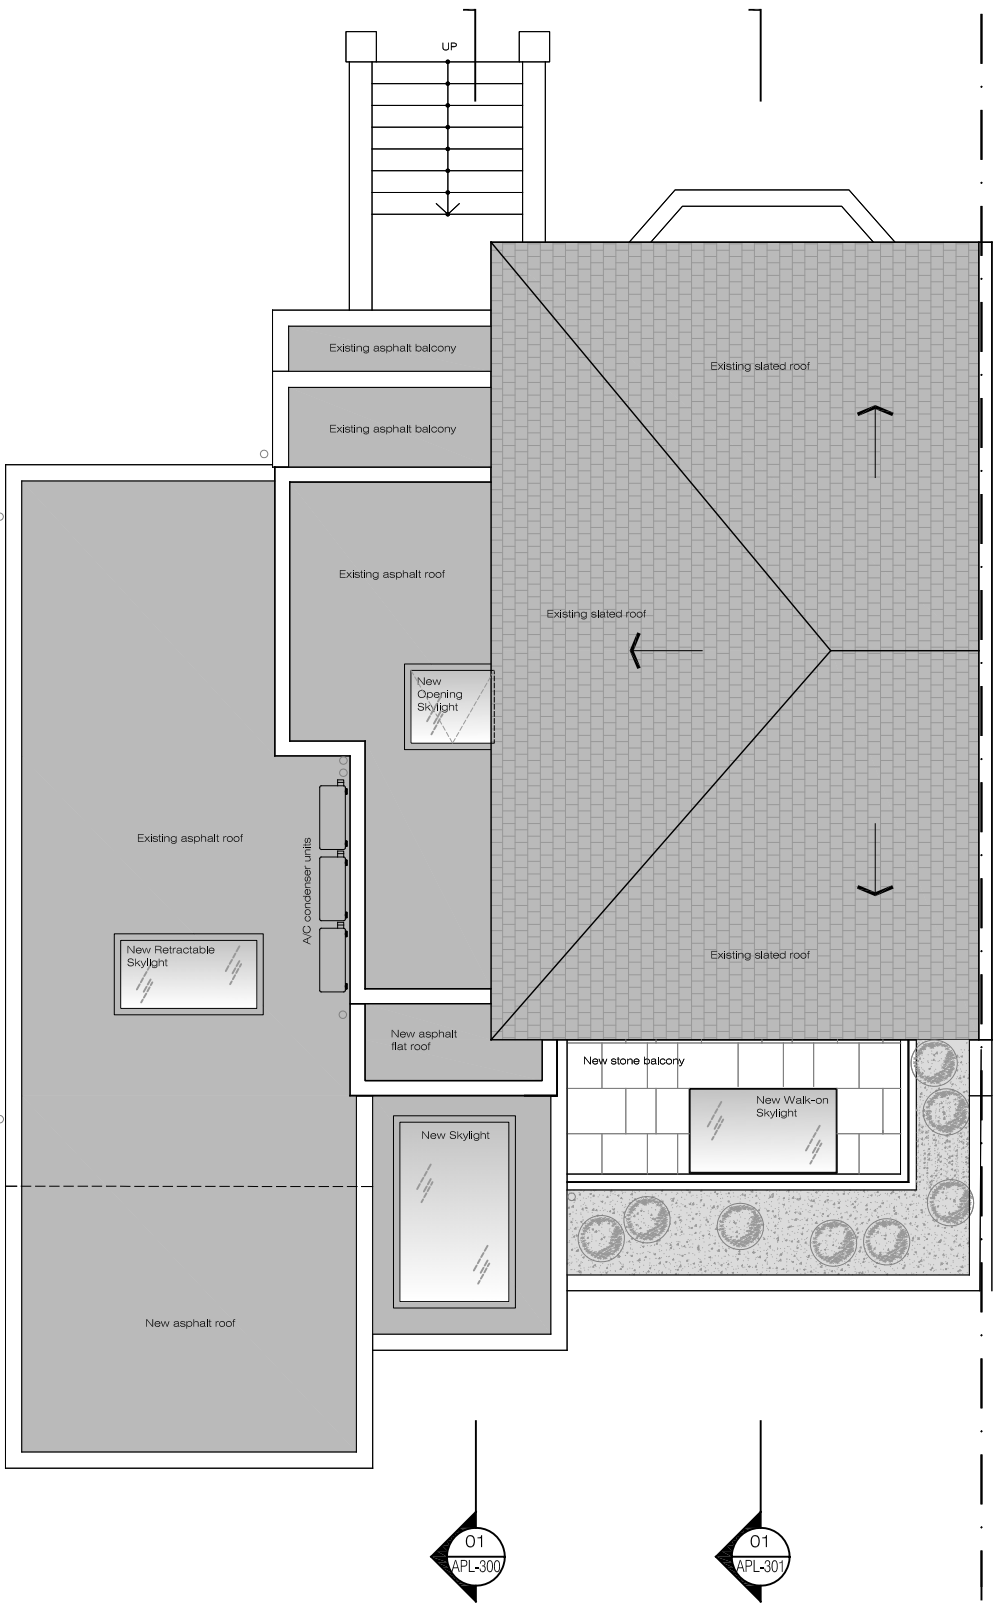 UP
Existing asphalt balcony
Existing slated roof
Existing asphalt balcony
Existing asphalt roof
Existing slated roof
New
Opening
Skylight
Existing asphalt roof
A/C condenser units
New Retractable
Skylight
Existing slated roof
New asphalt
flat roof
New stone balcony
New Walk-on
Skylight
New Skylight
New asphalt roof
01
APL-300
01
APL-301